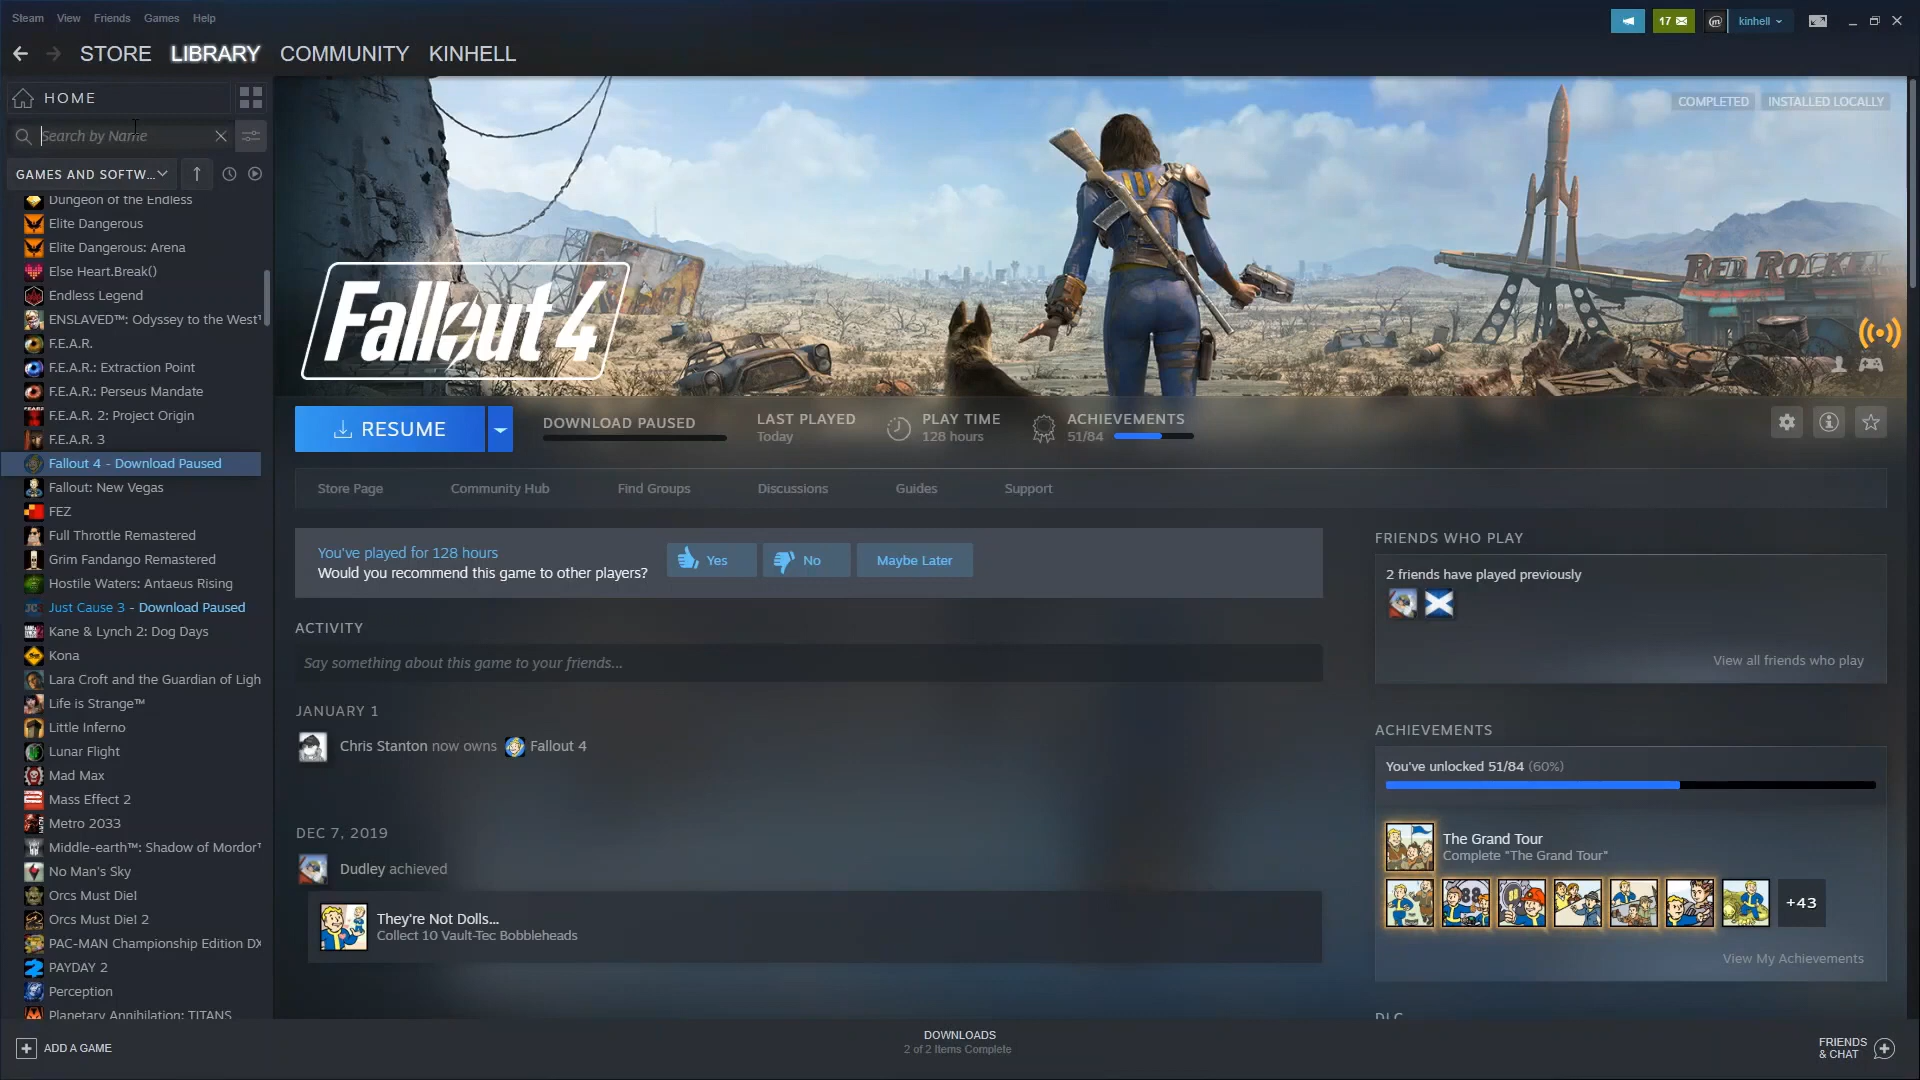 Steam View Friends Games Help
17
kinhell
STORE LIBRARY COMMUNITY KINHELL
HOME
Search by Name
GAMES AND SOFTW...
Dungeon of the Endless
Elite Dangerous
Elite Dangerous: Arena
Else Heart.Break()
Endless Legend
ENSLAVED™: Odyssey to the West
F.E.A.R.
F.E.A.R.: Extraction Point
F.E.A.R.: Perseus Mandate
F.E.A.R. 2: Project Origin
F.E.A.R. 3
Fallout 4 - Download Paused
Fallout: New Vegas
FEZ
Full Throttle Remastered
Grim Fandango Remastered
Hostile Waters: Antaeus Rising
Just Cause 3 - Download Paused
Kane & Lynch 2: Dog Days
Kona
Lara Croft and the Guardian of Ligh
Life is Strange™
Little Inferno
Lunar Flight
Mad Max
Mass Effect 2
Metro 2033
Middle-earth™: Shadow of Mordor
No Man's Sky
Orcs Must Die!
Orcs Must Die! 2
PAC-MAN Championship Edition DX
PAYDAY 2
Perception
Planetary Annihilation: TITANS
ADD A GAME
COMPLETED INSTALLED LOCALLY
RED ROCKET
Fallout 4
RESUME
DOWNLOAD PAUSED
LAST PLAYED
Today
PLAY TIME
128 hours
ACHIEVEMENTS
51/84
Store Page Community Hub Find Groups Discussions Guides Support
You've played for 128 hours
Would you recommend this game to other players?
Yes No Maybe Later
ACTIVITY
Say something about this game to your friends...
JANUARY 1
Chris Stanton now owns Fallout 4
DEC 7, 2019
Dudley achieved
They're Not Dolls...
Collect 10 Vault-Tec Bobbleheads
FRIENDS WHO PLAY
2 friends have played previously
View all friends who play
ACHIEVEMENTS
You've unlocked 51/84 (60%)
The Grand Tour
Complete "The Grand Tour"
+43
View My Achievements
DLC
DOWNLOADS
2 of 2 Items Complete
FRIENDS
& CHAT